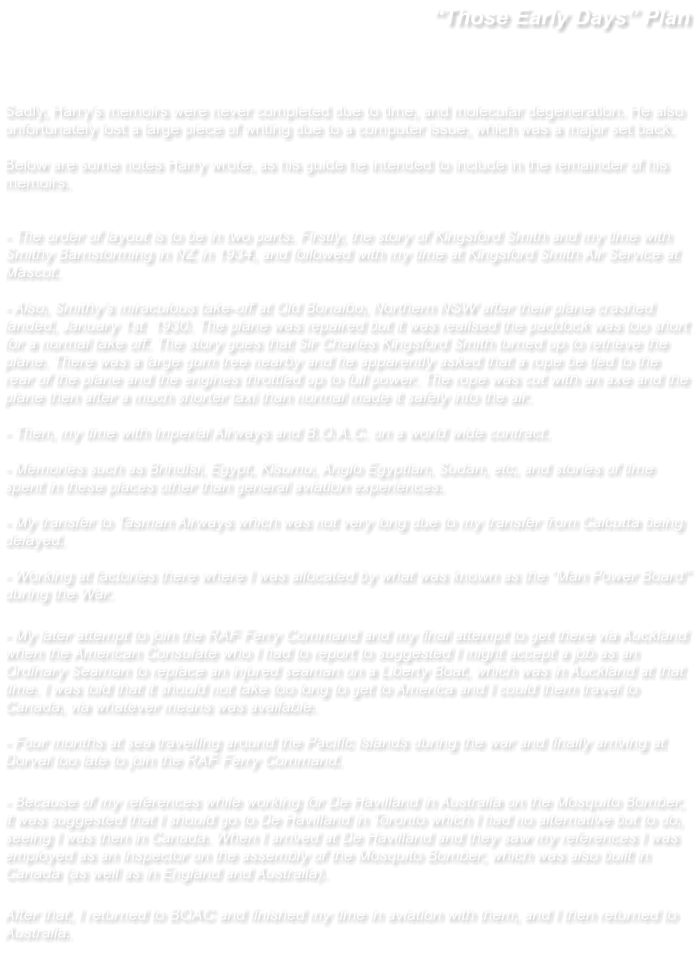 “Those Early Days” Plan
Sadly, Harry's memoirs were never completed due to time, and molecular degeneration. He also
unfortunately lost a large piece of writing due to a computer issue, which was a major set back.
Below are some notes Harry wrote, as his guide he intended to include in the remainder of his
memoirs.
- The order of layout is to be in two parts. Firstly, the story of Kingsford Smith and my time with
Smithy Barnstorming in NZ in 1934, and followed with my time at Kingsford Smith Air Service at
Mascot.
- Also, Smithy's miraculous take-off at Old Bonalbo, Northern NSW after their plane crashed
landed, January 1st 1930. The plane was repaired but it was realised the paddock was too short
for a normal take off. The story goes that Sir Charles Kingsford Smith turned up to retrieve the
plane. There was a large gum tree nearby and he apparently asked that a rope be tied to the
rear of the plane and the engines throttled up to full power. The rope was cut with an axe and the
plane then after a much shorter taxi than normal made it safely into the air.
- Then, my time with Imperial Airways and B.O.A.C. on a world wide contract.
- Memories such as Brindisi, Egypt, Kisumu, Anglo Egyptian, Sudan, etc, and stories of time
spent in these places other than general aviation experiences.
- My transfer to Tasman Airways which was not very long due to my transfer from Calcutta being
delayed.
- Working at factories there where I was allocated by what was known as the “Man Power Board”
during the War.
- My later attempt to join the RAF Ferry Command and my final attempt to get there via Auckland
when the American Consulate who I had to report to suggested I might accept a job as an
Ordinary Seaman to replace an injured seaman on a Liberty Boat, which was in Auckland at that
time. I was told that it should not take too long to get to America and I could them travel to
Canada, via whatever means was available.
- Four months at sea travelling around the Pacific Islands during the war and finally arriving at
Dorval too late to join the RAF Ferry Command.
- Because of my references while working for De Havilland in Australia on the Mosquito Bomber,
it was suggested that I should go to De Havilland in Toronto which I had no alternative but to do,
seeing I was then in Canada. When I arrived at De Havilland and they saw my references I was
employed as an Inspector on the assembly of the Mosquito Bomber, which was also built in
Canada (as well as in England and Australia).
After that, I returned to BOAC and finished my time in aviation with them, and I then returned to
Australia.